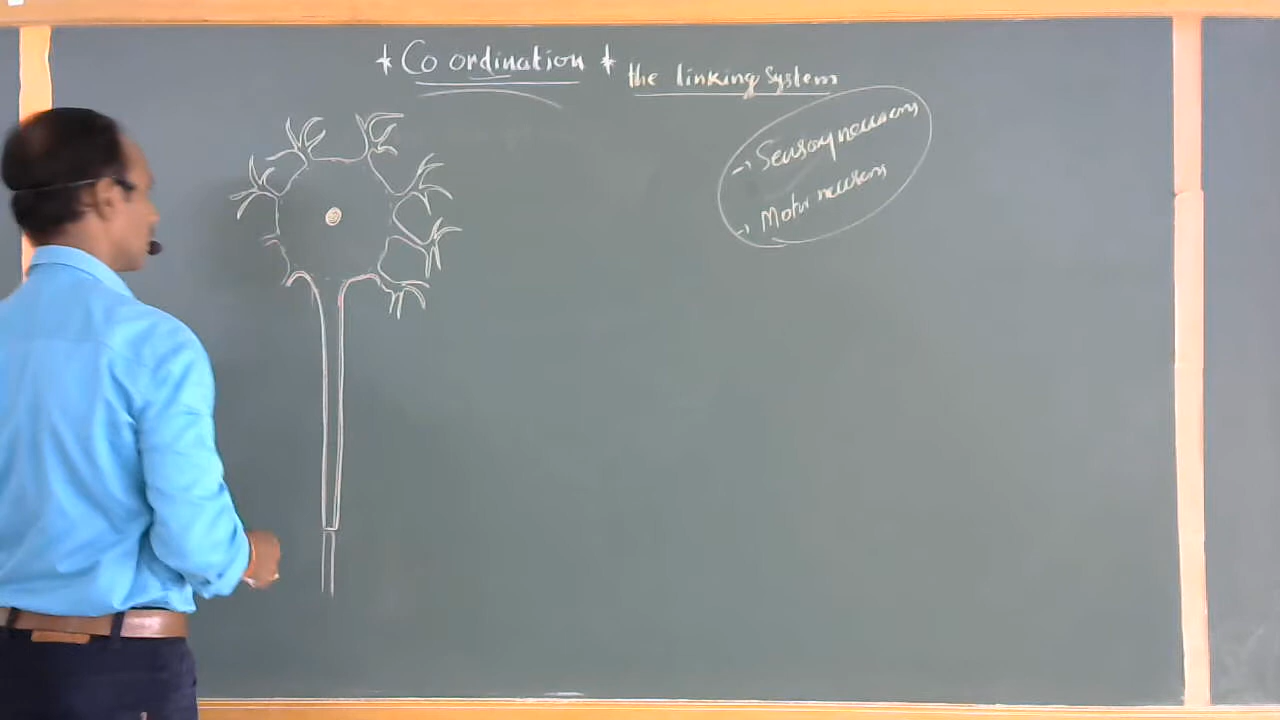 * Co ordination *
the linking system
→ Sensory neurons
→ Motor neurons